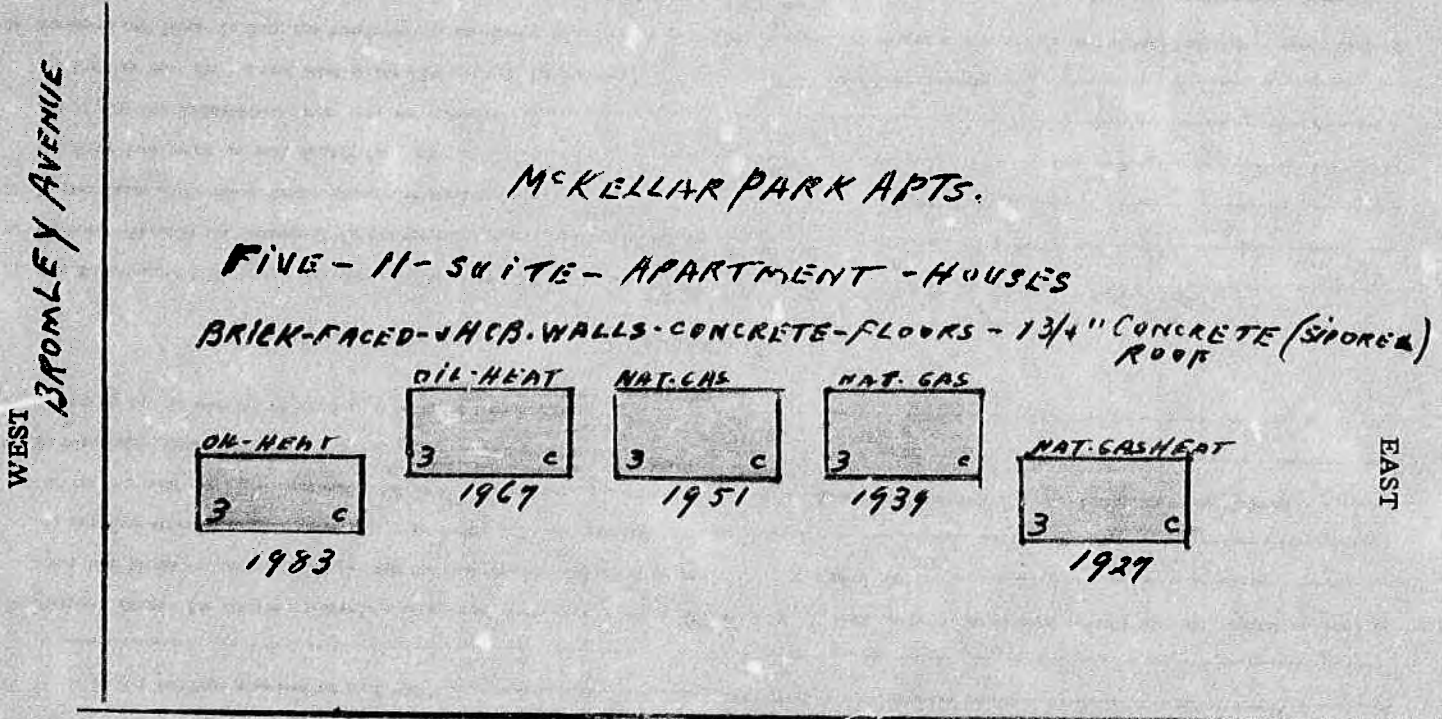 BROMLEY AVENUE
WEST
McKELLAR PARK APTS.
FIVE - 11 - SUITE - APARTMENT - HOUSES
BRICK-FACED- HCB. WALLS-CONCRETE-FLOORS - 1 3/4" CONCRETE (SIPOREX)
ROOF
OIL-HEAT
3 C
1983
OIL-HEAT
3 C
1967
NAT. GAS
3 C
1951
NAT. GAS
3 C
1939
NAT. GAS HEAT
3 C
1927
EAST